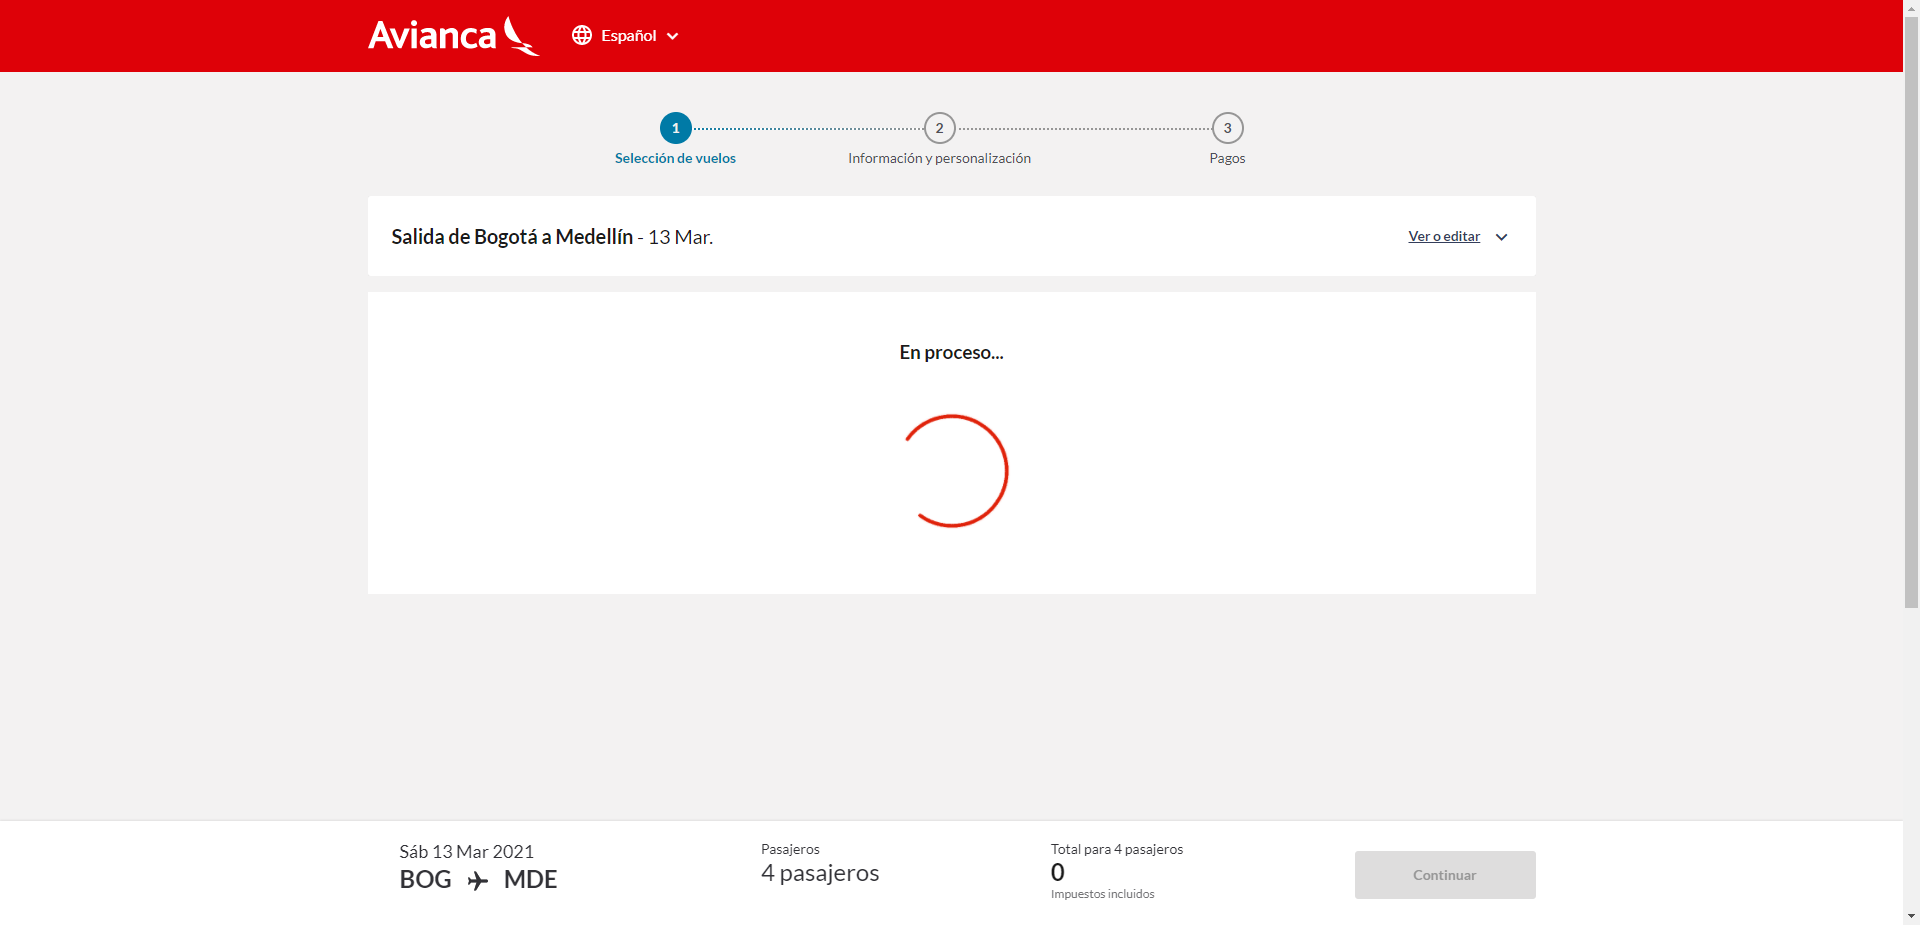 Avianca
Español
1
2
3
Selección de vuelos
Información y personalización
Pagos
Salida de Bogotá a Medellín - 13 Mar.
Ver o editar
En proceso...
Sáb 13 Mar 2021
BOG MDE
Pasajeros
4 pasajeros
Total para 4 pasajeros
0
Impuestos incluidos
Continuar